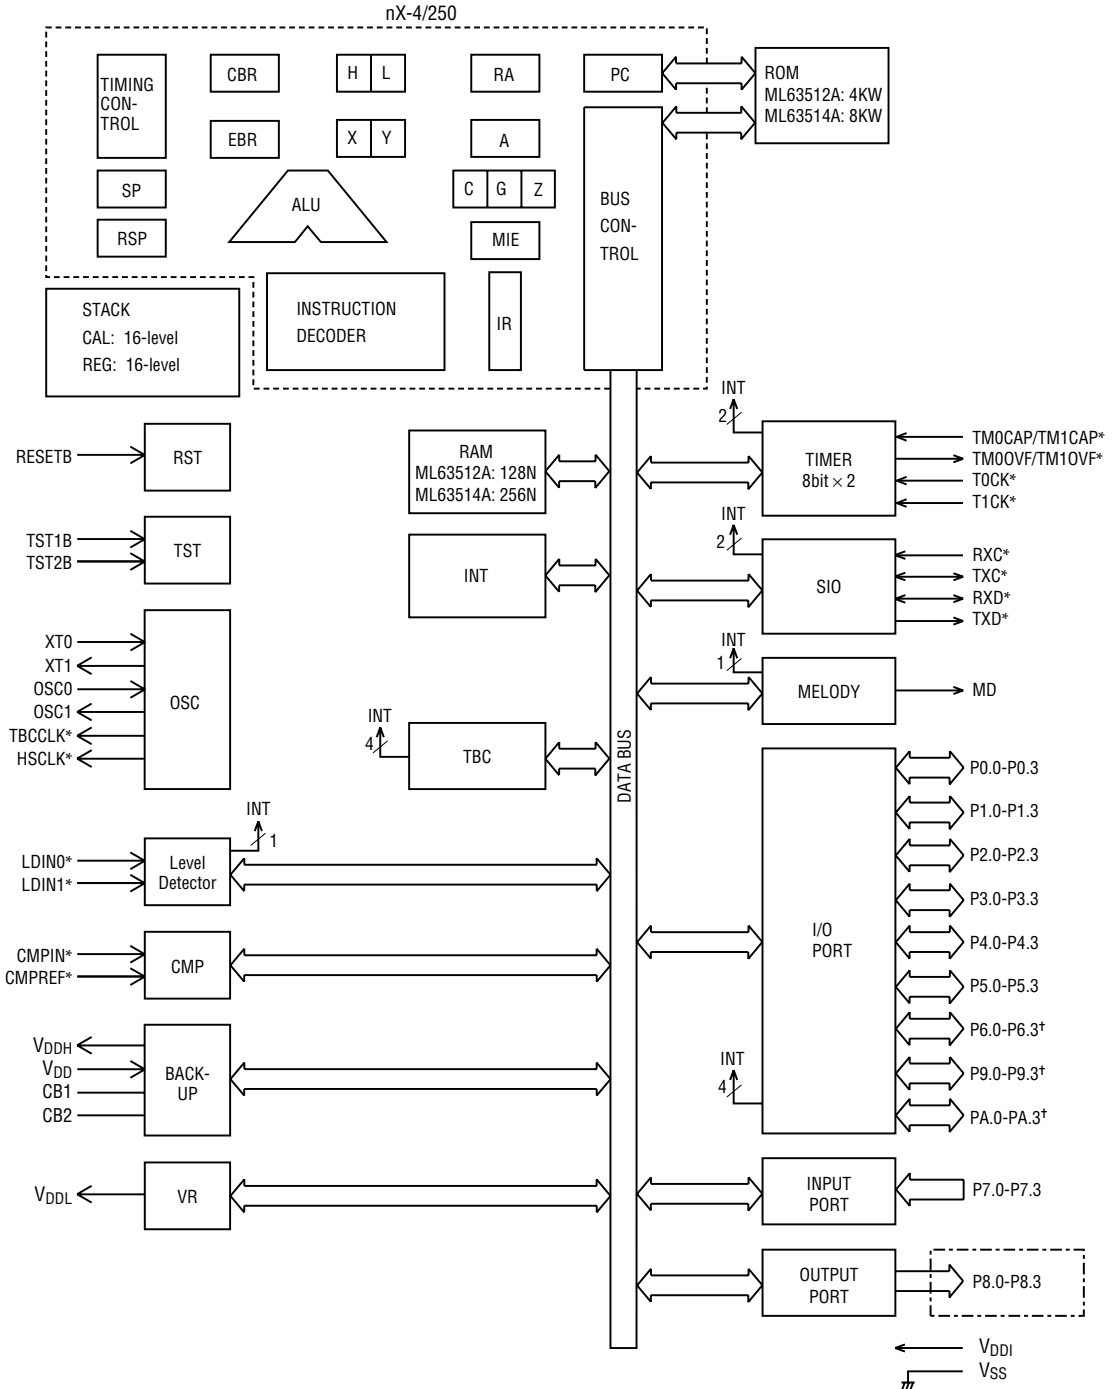 nX-4/250
TIMING
CON-
TROL
CBR
H L
RA
PC
ROM
ML63512A: 4KW
ML63514A: 8KW
EBR
X Y
A
SP
ALU
C G Z
BUS
CON-
TROL
RSP
MIE
STACK
CAL: 16-level
REG: 16-level
INSTRUCTION
DECODER
IR
RESETB
RST
RAM
ML63512A: 128N
ML63514A: 256N
INT
2
TIMER
8bit × 2
TM0CAP/TM1CAP*
TM0OVF/TM1OVF*
T0CK*
T1CK*
TST1B
TST2B
TST
INT
INT
2
SIO
RXC*
TXC*
RXD*
TXD*
XT0
XT1
OSC0
OSC1
TBCCLK*
HSCLK*
OSC
INT
4
TBC
DATA BUS
INT
1
MELODY
MD
LDIN0*
LDIN1*
Level
Detector
INT
1
CMPIN*
CMPREF*
CMP
I/O
PORT
INT
4
P0.0-P0.3
P1.0-P1.3
P2.0-P2.3
P3.0-P3.3
P4.0-P4.3
P5.0-P5.3
P6.0-P6.3†
P9.0-P9.3†
PA.0-PA.3†
VDDH
VDD
CB1
CB2
BACK-
UP
VDDL
VR
INPUT
PORT
P7.0-P7.3
OUTPUT
PORT
P8.0-P8.3
VDDI
VSS